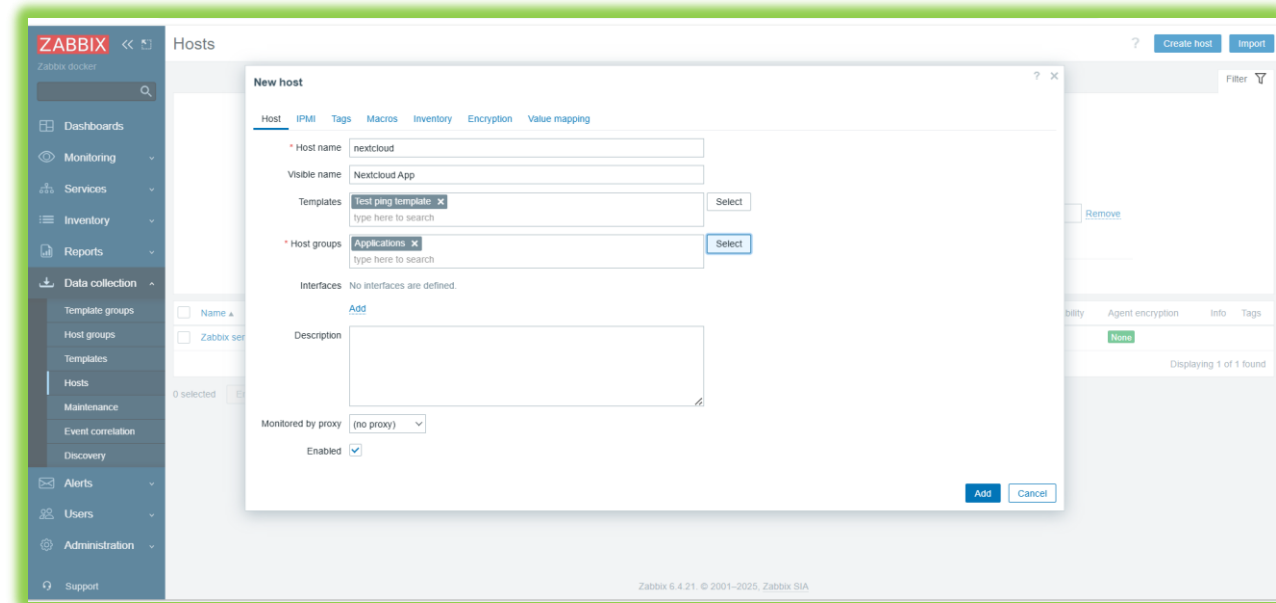 ZABBIX
Hosts
? Create host Import
Zabbix docker
Filter
New host ?
Host IPMI Tags Macros Inventory Encryption Value mapping
Dashboards
Monitoring
Services
Inventory
Reports
Data collection
Template groups
Host groups
Templates
Hosts
Maintenance
Event correlation
Discovery
Alerts
Users
Administration
Support
* Host name nextcloud
Visible name Nextcloud App
Templates Test ping template Select
type here to search
* Host groups Applications Select
type here to search
Interfaces No interfaces are defined.
Add
Description
Monitored by proxy (no proxy)
Enabled
Add Cancel
Remove
Name bility Agent encryption Info Tags
Zabbix ser None
Displaying 1 of 1 found
0 selected
Zabbix 6.4.21. © 2001–2025, Zabbix SIA